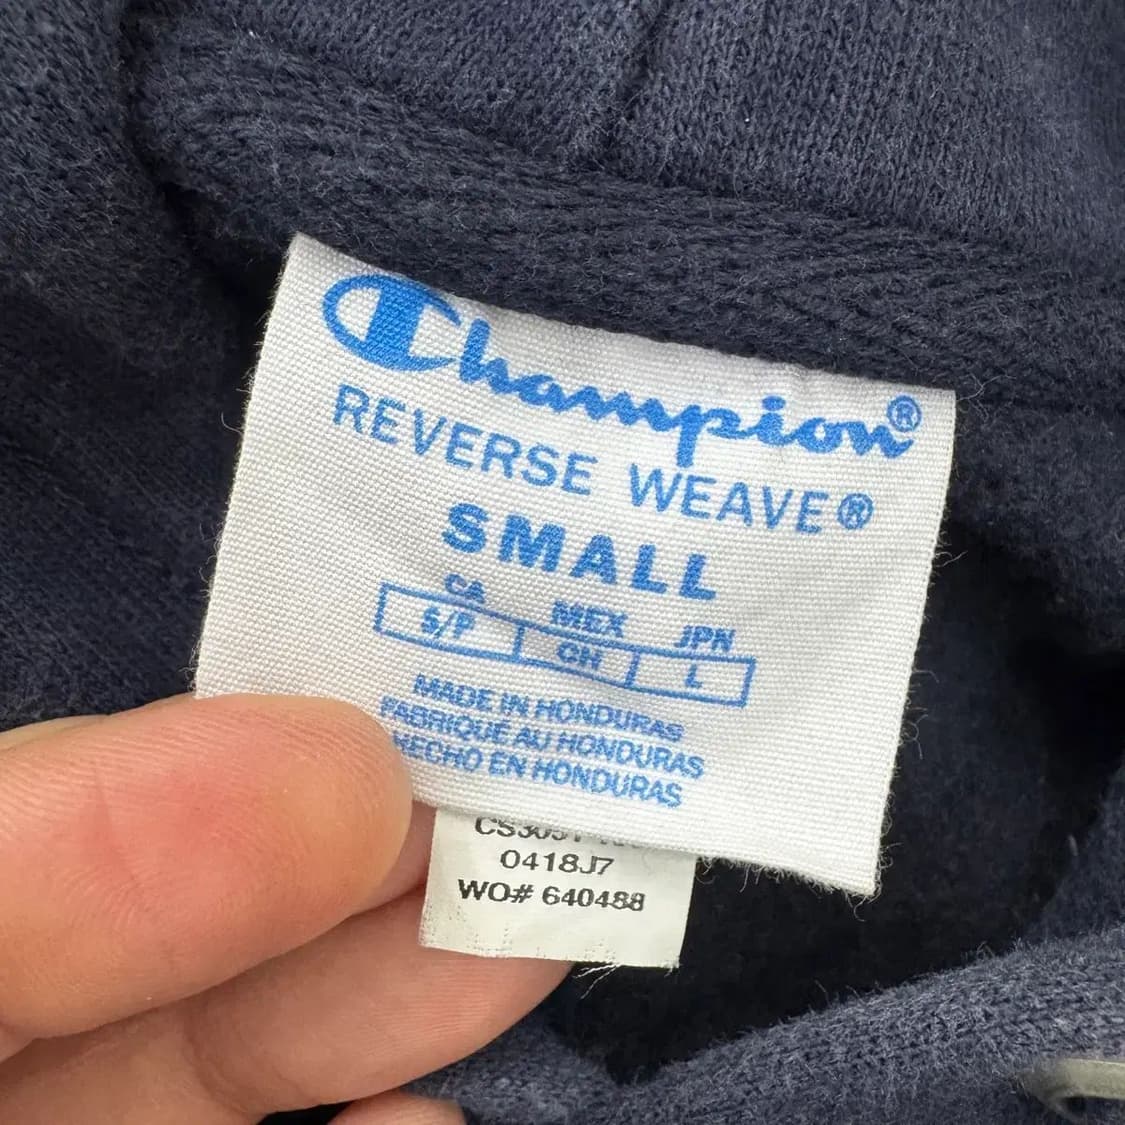 Champion®
REVERSE WEAVE®
SMALL
CA MEX JPN
S/P CH L
MADE IN HONDURAS
FABRIQUÉ AU HONDURAS
HECHO EN HONDURAS
0418J7
WO# 640488